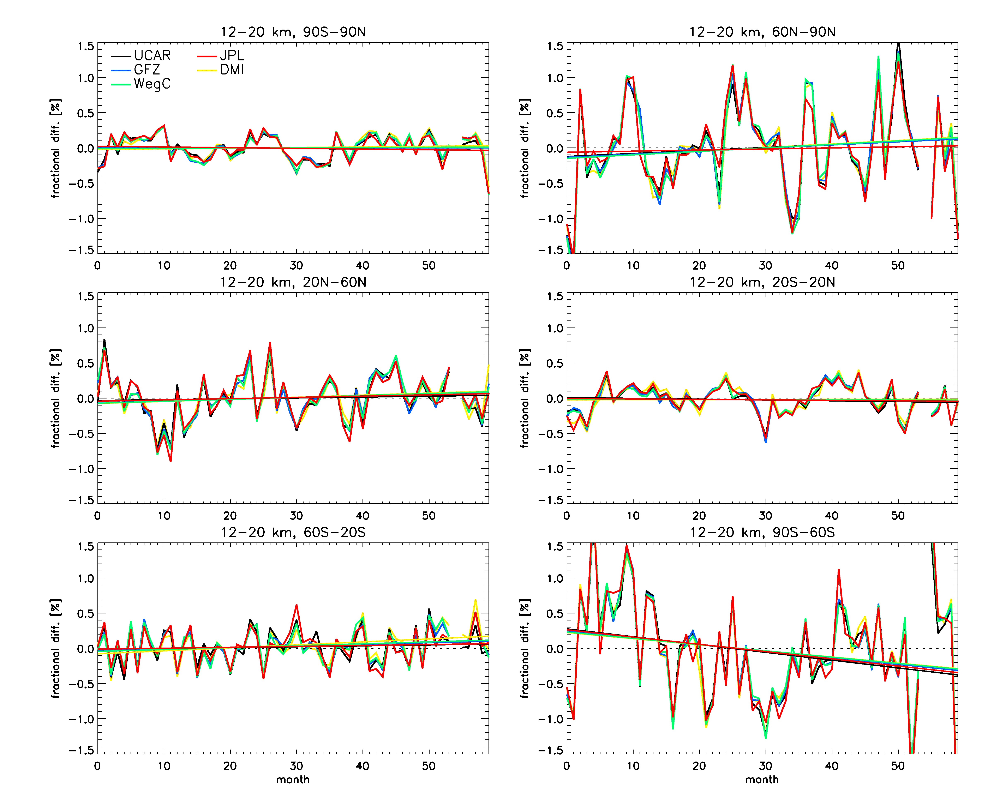 12−20 km, 90S−90N
fractional diff. [%]
1.5
1.0
0.5
0.0
−0.5
−1.0
−1.5
UCAR
GFZ
WegC
JPL
DMI
0 10 20 30 40 50
12−20 km, 60N−90N
fractional diff. [%]
1.5
1.0
0.5
0.0
−0.5
−1.0
−1.5
0 10 20 30 40 50
12−20 km, 20N−60N
fractional diff. [%]
1.5
1.0
0.5
0.0
−0.5
−1.0
−1.5
0 10 20 30 40 50
12−20 km, 20S−20N
fractional diff. [%]
1.5
1.0
0.5
0.0
−0.5
−1.0
−1.5
0 10 20 30 40 50
12−20 km, 60S−20S
fractional diff. [%]
1.5
1.0
0.5
0.0
−0.5
−1.0
−1.5
0 10 20 30 40 50
month
12−20 km, 90S−60S
fractional diff. [%]
1.5
1.0
0.5
0.0
−0.5
−1.0
−1.5
0 10 20 30 40 50
month